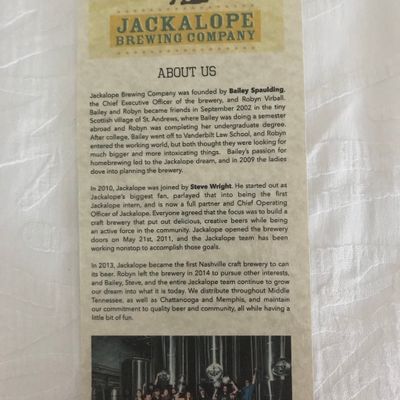 JACKALOPE
BREWING COMPANY
ABOUT US
Jackalope Brewing Company was founded by Bailey Spaulding,
the Chief Executive Officer of the brewery, and Robyn Virball.
Bailey and Robyn became friends in September 2002 in the tiny
Scottish village of St. Andrews, where Bailey was doing a semester
abroad and Robyn was completing her undergraduate degree.
After college, Bailey went off to Vanderbilt Law School, and Robyn
entered the working world, but both thought they were looking for
much bigger and more intoxicating things. Bailey's passion for
homebrewing led to the Jackalope dream, and in 2009 the ladies
dove into planning the brewery.
In 2010, Jackalope was joined by Steve Wright. He started out as
Jackalope's biggest fan, parlayed that into being the first
Jackalope intern, and is now a full partner and Chief Operating
Officer of Jackalope. Everyone agreed that the focus was to build a
craft brewery that put out delicious, creative beers while being
an active force in the community. Jackalope opened the brewery
doors on May 21st, 2011, and the Jackalope team has been
working nonstop to accomplish those goals.
In 2013, Jackalope became the first Nashville craft brewery to can
its beer. Robyn left the brewery in 2014 to pursue other interests,
and Bailey, Steve, and the entire Jackalope team continue to grow
our dream into what it is today. We distribute throughout Middle
Tennessee, as well as Chattanooga and Memphis, and maintain
our commitment to quality beer and community, all while having a
little bit of fun.